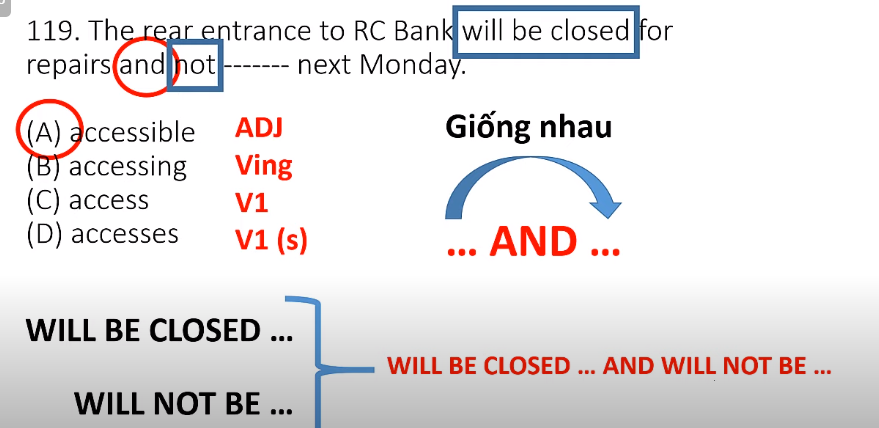 119. The rear entrance to RC Bank will be closed for
repairs and not ------- next Monday.
(A) accessible ADJ
(B) accessing Ving
(C) access V1
(D) accesses V1 (s)
Giống nhau
... AND ...
WILL BE CLOSED ...
WILL BE CLOSED ... AND WILL NOT BE ...
WILL NOT BE ...